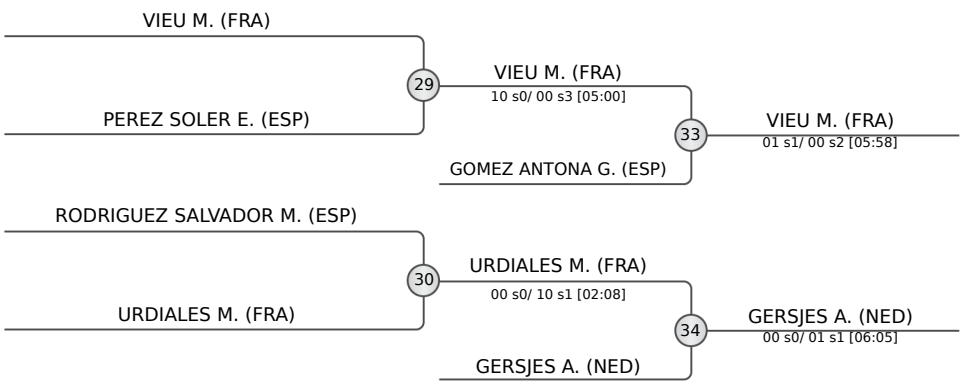 VIEU M. (FRA)
29
PEREZ SOLER E. (ESP)
VIEU M. (FRA)
10 s0/ 00 s3 [05:00]
33
GOMEZ ANTONA G. (ESP)
VIEU M. (FRA)
01 s1/ 00 s2 [05:58]
RODRIGUEZ SALVADOR M. (ESP)
30
URDIALES M. (FRA)
URDIALES M. (FRA)
00 s0/ 10 s1 [02:08]
34
GERSJES A. (NED)
GERSJES A. (NED)
00 s0/ 01 s1 [06:05]